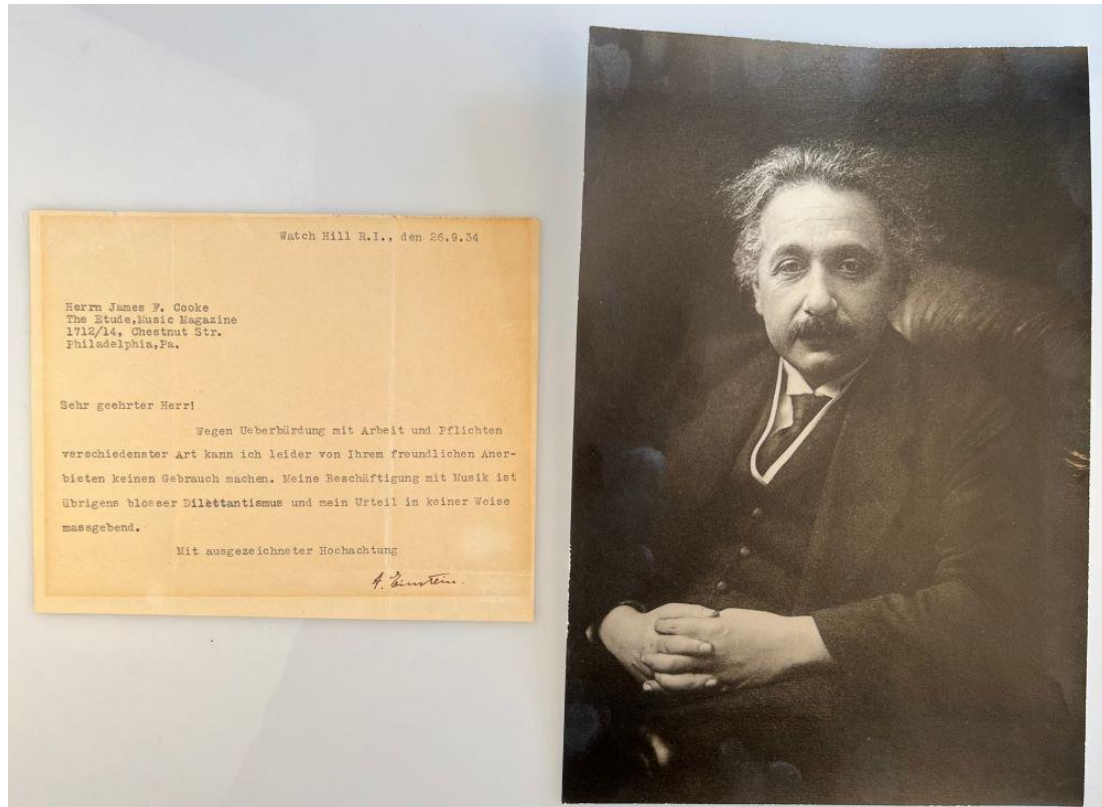 Watch Hill R.I., den 26.9.34
Herrn James F. Cooke
The Etude,Music Magazine
1712/14, Chestnut Str.
Philadelphia,Pa.
Sehr geehrter Herr!
Wegen Ueberbürdung mit Arbeit und Pflichten
verschiedenster Art kann ich leider von Ihrem freundlichen Aner-
bieten keinen Gebrauch machen. Meine Beschäftigung mit Musik ist
übrigens blosser Dilettantismus und mein Urteil in keiner Weise
massgebend.
Mit ausgezeichneter Hochachtung
A. Einstein.